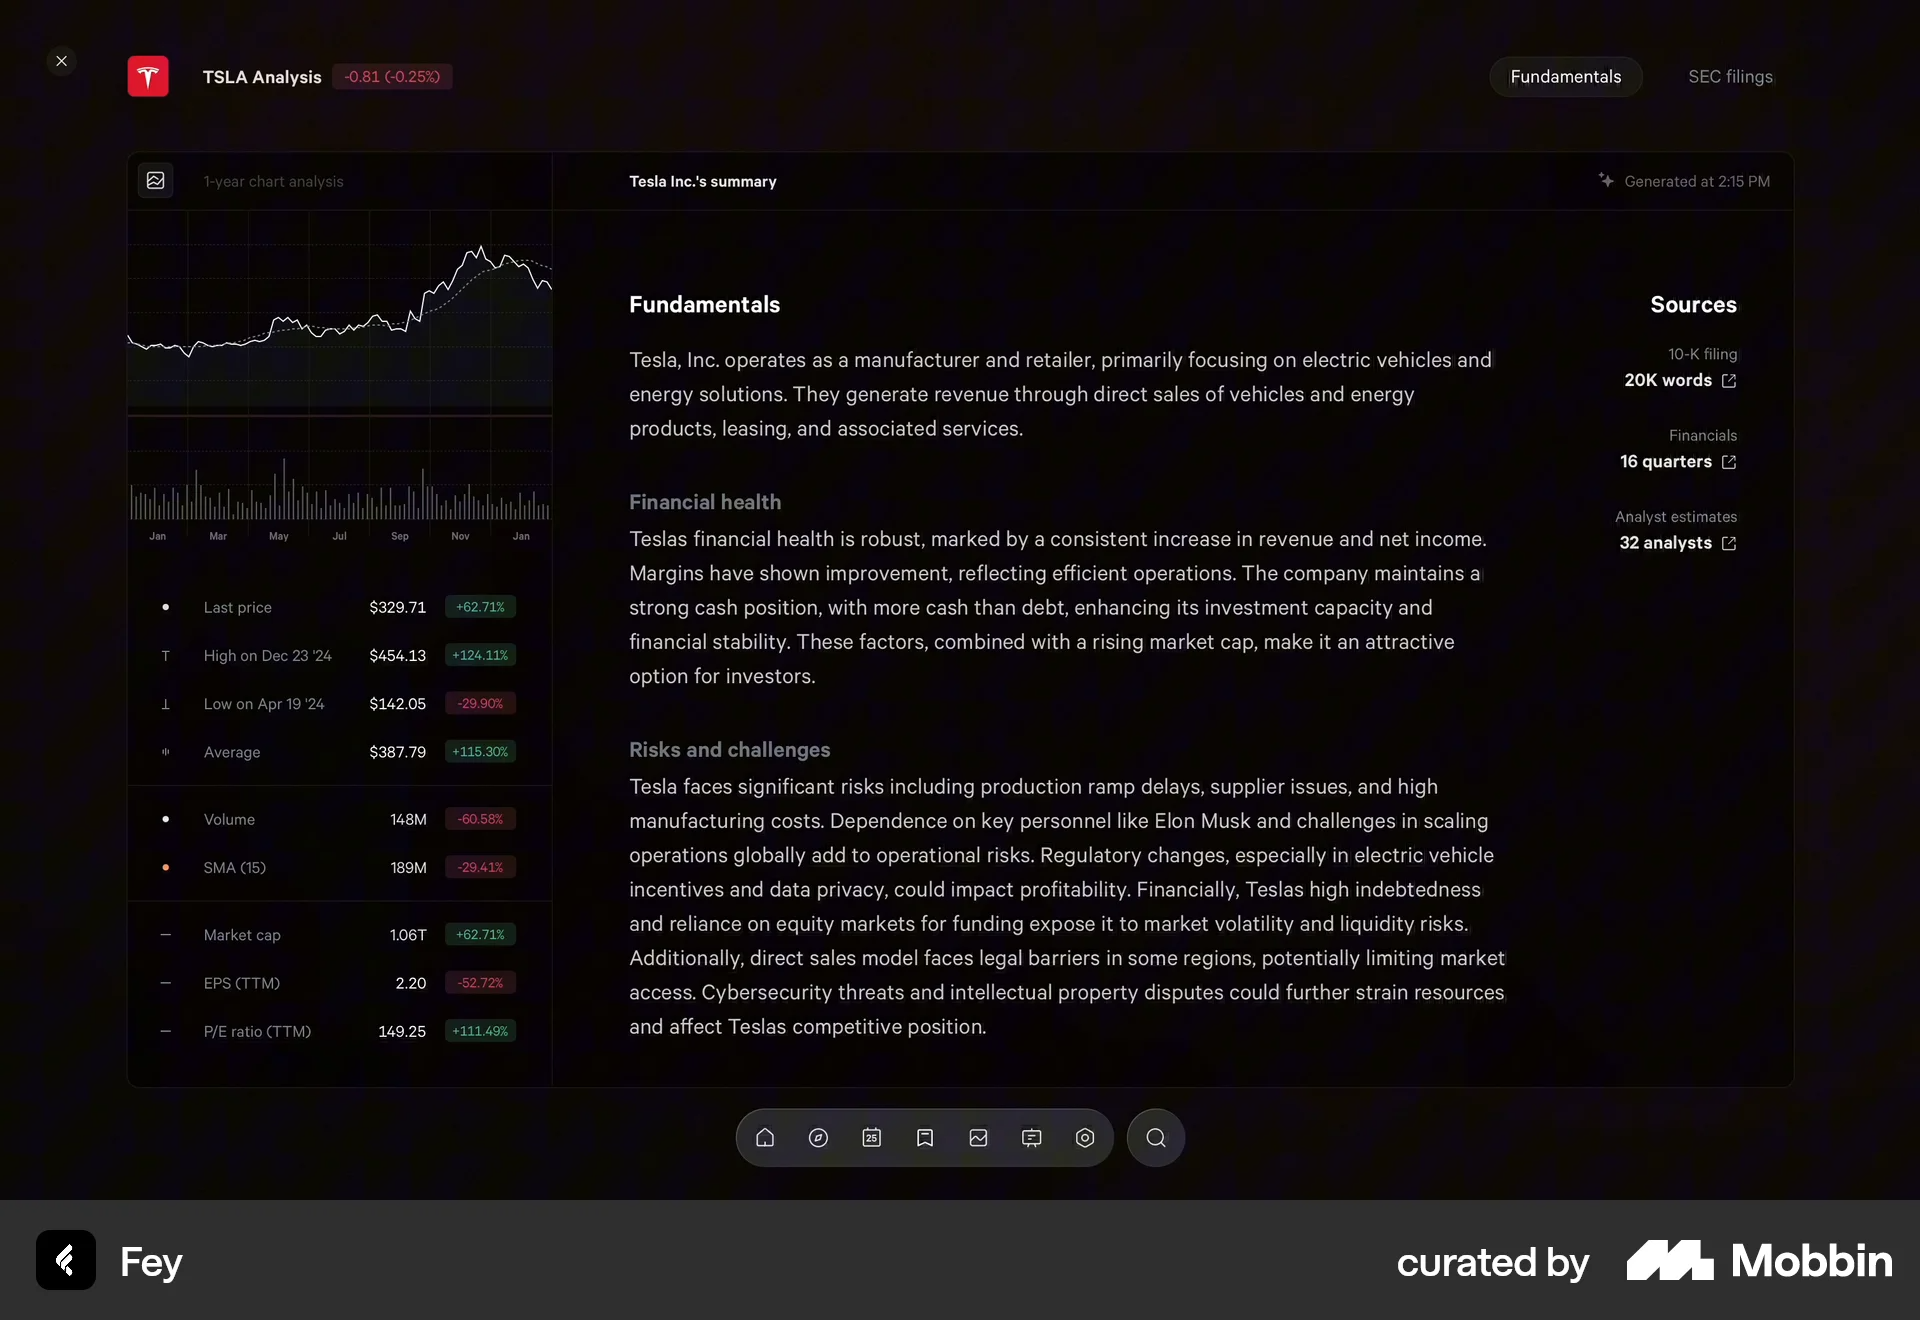 TSLA Analysis -0.81 (-0.25%)
Fundamentals SEC filings
1-year chart analysis
Jan Mar May Jul Sep Nov Jan
Last price $329.71 +62.71%
High on Dec 23 '24 $454.13 +124.11%
Low on Apr 19 '24 $142.05 -29.90%
Average $387.79 +115.30%
Volume 148M -60.58%
SMA (15) 189M -29.41%
Market cap 1.06T +62.71%
EPS (TTM) 2.20 -52.72%
P/E ratio (TTM) 149.25 +111.49%
Tesla Inc.'s summary
Generated at 2:15 PM
Fundamentals
Tesla, Inc. operates as a manufacturer and retailer, primarily focusing on electric vehicles and
energy solutions. They generate revenue through direct sales of vehicles and energy
products, leasing, and associated services.
Financial health
Teslas financial health is robust, marked by a consistent increase in revenue and net income.
Margins have shown improvement, reflecting efficient operations. The company maintains a
strong cash position, with more cash than debt, enhancing its investment capacity and
financial stability. These factors, combined with a rising market cap, make it an attractive
option for investors.
Risks and challenges
Tesla faces significant risks including production ramp delays, supplier issues, and high
manufacturing costs. Dependence on key personnel like Elon Musk and challenges in scaling
operations globally add to operational risks. Regulatory changes, especially in electric vehicle
incentives and data privacy, could impact profitability. Financially, Teslas high indebtedness
and reliance on equity markets for funding expose it to market volatility and liquidity risks.
Additionally, direct sales model faces legal barriers in some regions, potentially limiting market
access. Cybersecurity threats and intellectual property disputes could further strain resources
and affect Teslas competitive position.
Sources
10-K filing
20K words
Financials
16 quarters
Analyst estimates
32 analysts
25
Fey
curated by Mobbin